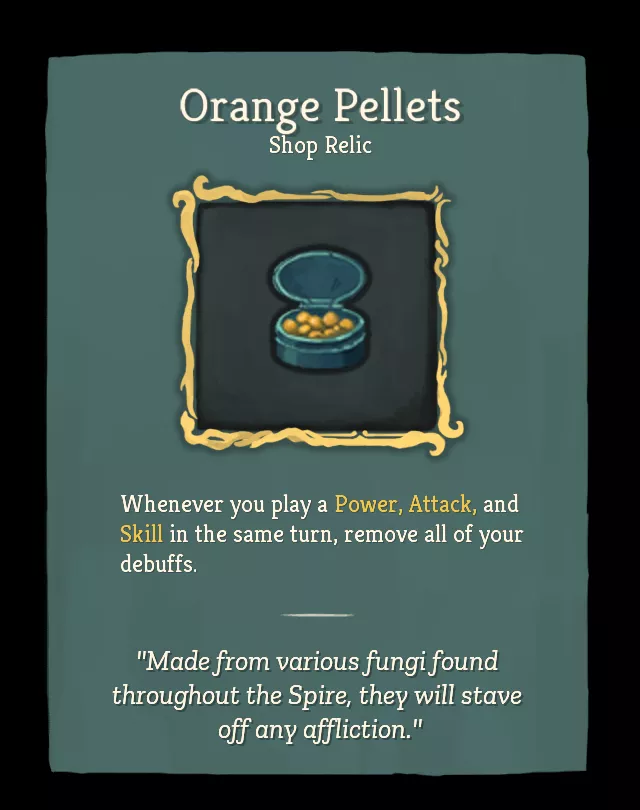 Orange Pellets
Shop Relic
Whenever you play a Power, Attack, and
Skill in the same turn, remove all of your
debuffs.
"Made from various fungi found
throughout the Spire, they will stave
off any affliction."